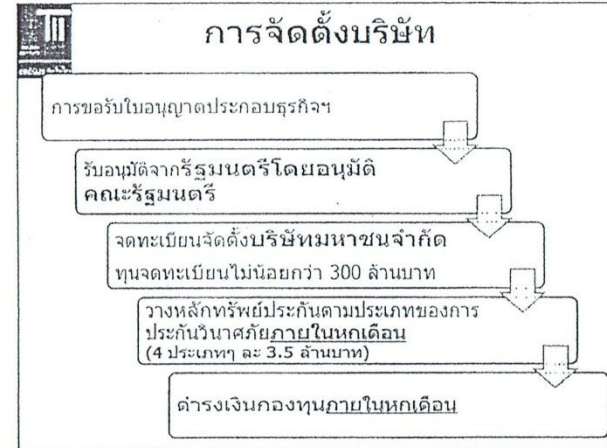 การจัดตั้งบริษัท
การขอรับใบอนุญาตประกอบธุรกิจฯ
รับอนุมัติจากรัฐมนตรีโดยอนุมัติ
คณะรัฐมนตรี
จดทะเบียนจัดตั้งบริษัทมหาชนจำกัด
ทุนจดทะเบียนไม่น้อยกว่า 300 ล้านบาท
วางหลักทรัพย์ประกันตามประเภทของการ
ประกันวินาศภัยภายในหกเดือน
(4 ประเภทๆ ละ 3.5 ล้านบาท)
ดำรงเงินกองทุนภายในหกเดือน